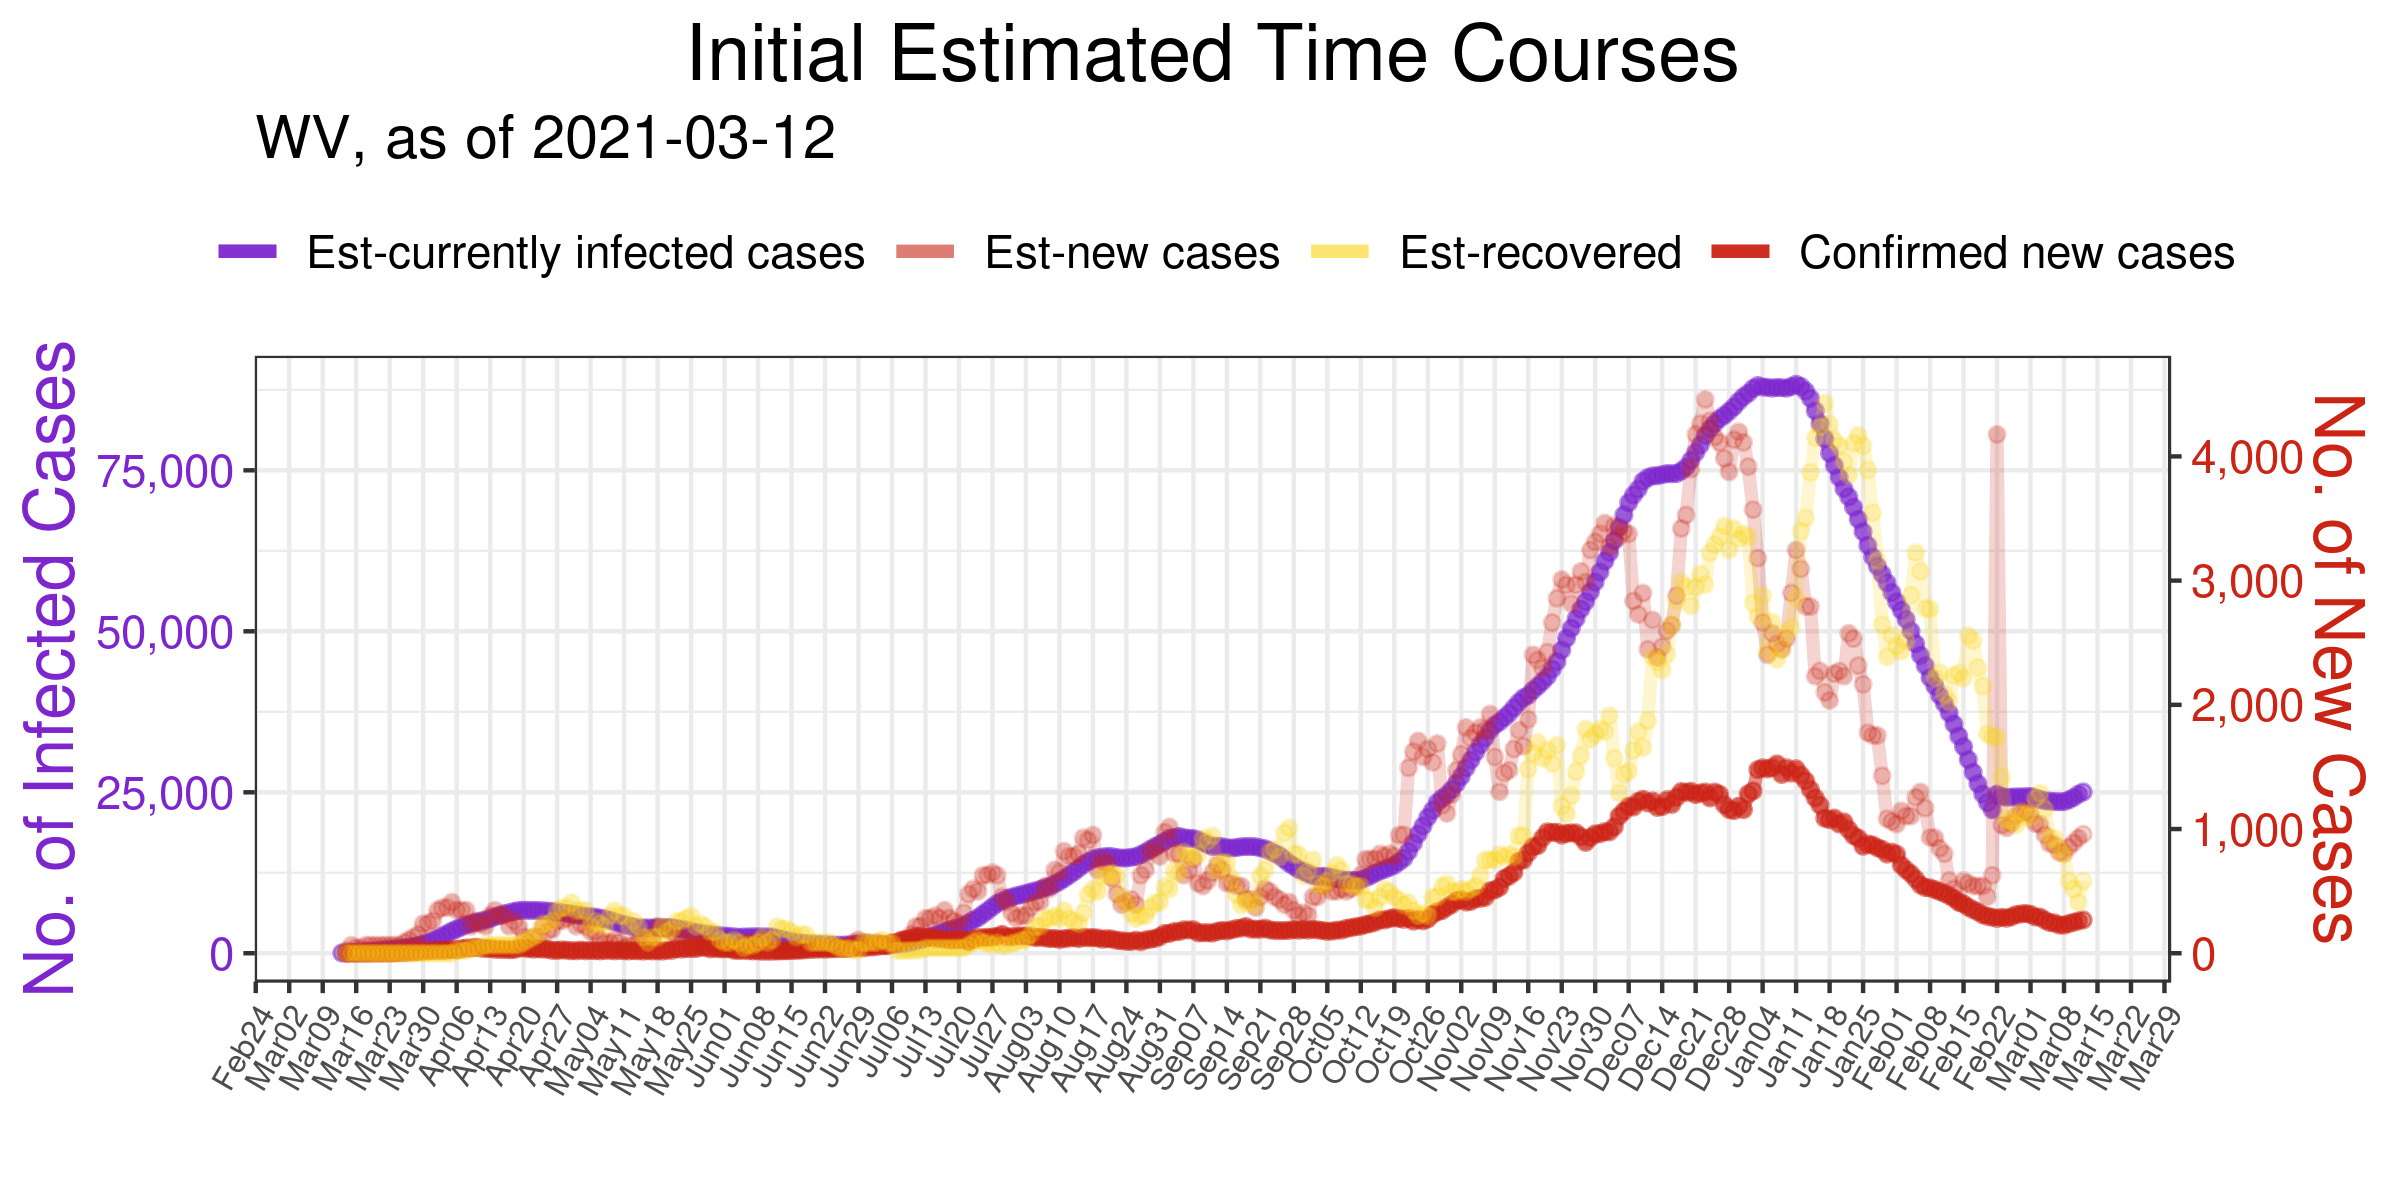 Initial Estimated Time Courses
WV, as of 2021-03-12
Est-currently infected cases Est-new cases Est-recovered Confirmed new cases
No. of Infected Cases
75,000
50,000
25,000
0
4,000
3,000
2,000
1,000
0
No. of New Cases
Feb24 Mar02 Mar09 Mar16 Mar23 Mar30 Apr06 Apr13 Apr20 Apr27 May04 May11 May18 May25 Jun01 Jun08 Jun15 Jun22 Jun29 Jul06 Jul13 Jul20 Jul27 Aug03 Aug10 Aug17 Aug24 Aug31 Sep07 Sep14 Sep21 Sep28 Oct05 Oct12 Oct19 Oct26 Nov02 Nov09 Nov16 Nov23 Nov30 Dec07 Dec14 Dec21 Dec28 Jan04 Jan11 Jan18 Jan25 Feb01 Feb08 Feb15 Feb22 Mar01 Mar08 Mar15 Mar22 Mar29